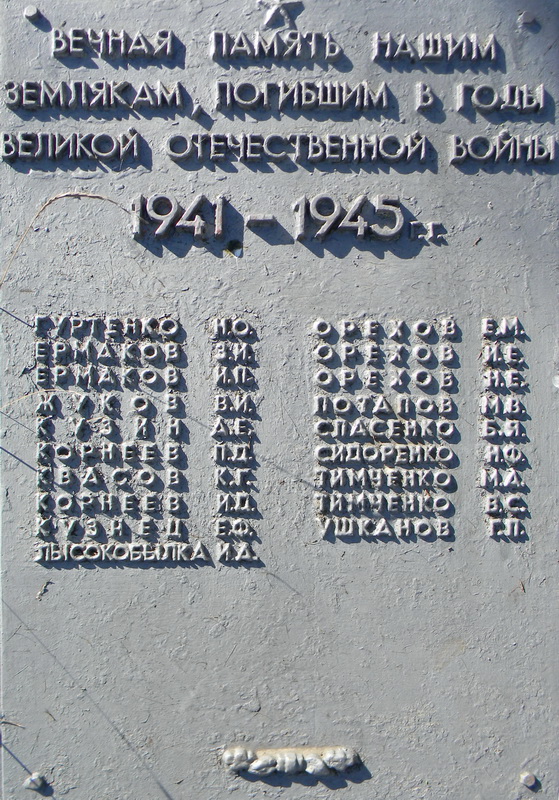 ВЕЧНАЯ ПАМЯТЬ НАШИМ
ЗЕМЛЯКАМ, ПОГИБШИМ В ГОДЫ
ВЕЛИКОЙ ОТЕЧЕСТВЕННОЙ ВОЙНЫ
1941 – 1945 г.г.
ГУРТЕНКО Н.О.
ЕРМАКОВ З.И.
ЕРМАКОВ И.П.
ЖУКОВ В.И.
КУЗИН А.Е.
КОРНЕЕВ П.Д.
КВАСОВ К.Г.
КОРНЕЕВ И.Д.
КУЗНЕД Е.Ф.
ЛЫСОКОБЫЛКА И.А.
ОРЕХОВ Е.М.
ОРЕХОВ И.Е.
ОРЕХОВ Н.Е.
ПОТАПОВ М.В.
СПАСЕНКО Б.Я.
СИДОРЕНКО Н.Ф.
ТИМЧЕНКО М.А.
ТИМЧЕНКО В.С.
УШКАНОВ Г.П.